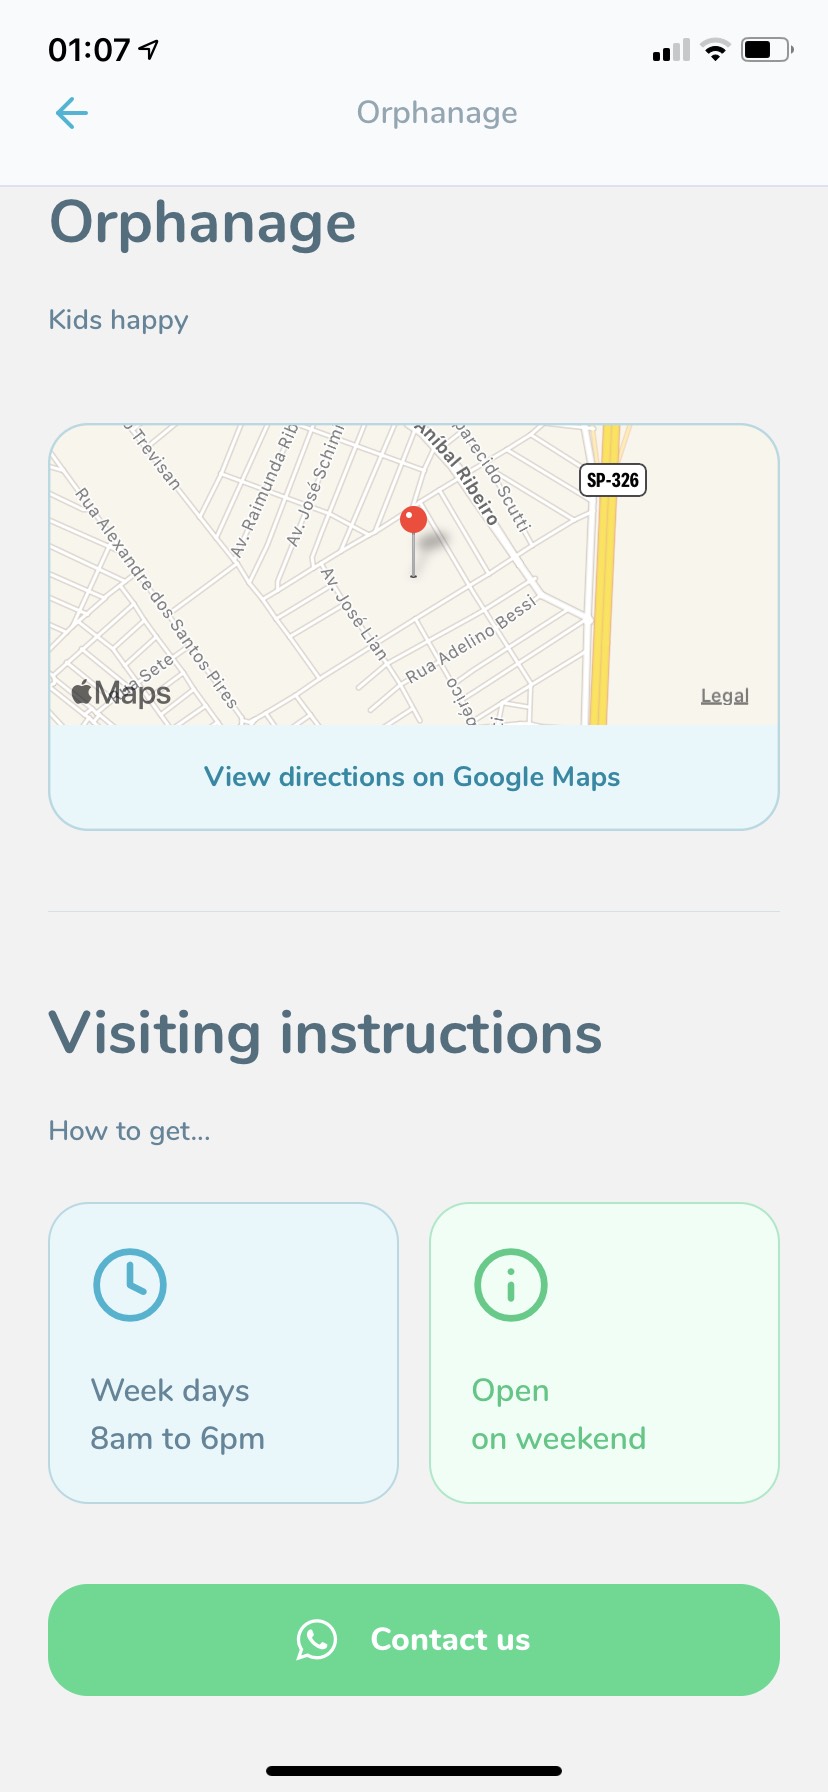 01:07
Orphanage
Orphanage
Kids happy
Trevisan
Av. Raimunda Rib
Av. José Schimi
Aníbal Ribeiro
parecido Scutti
SP-326
Rua Alexandre dos Santos Pires
Av. José Lian
Rua Adelino Bessi
Sete
derico
Maps
Legal
View directions on Google Maps
Visiting instructions
How to get...
Week days
8am to 6pm
Open
on weekend
Contact us